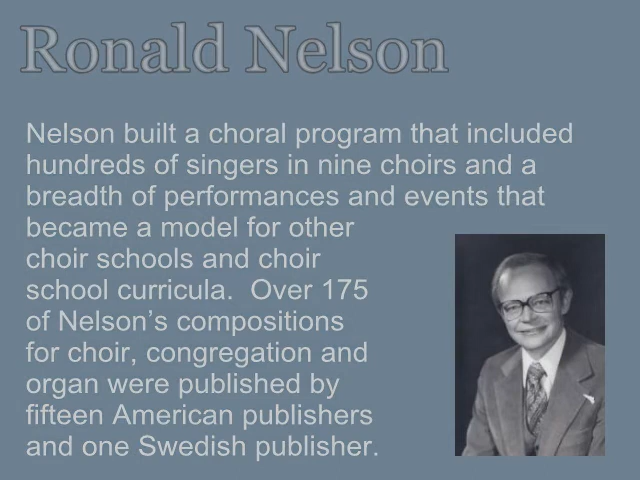 Ronald Nelson
Nelson built a choral program that included
hundreds of singers in nine choirs and a
breadth of performances and events that
became a model for other
choir schools and choir
school curricula.  Over 175
of Nelson’s compositions
for choir, congregation and
organ were published by
fifteen American publishers
and one Swedish publisher.